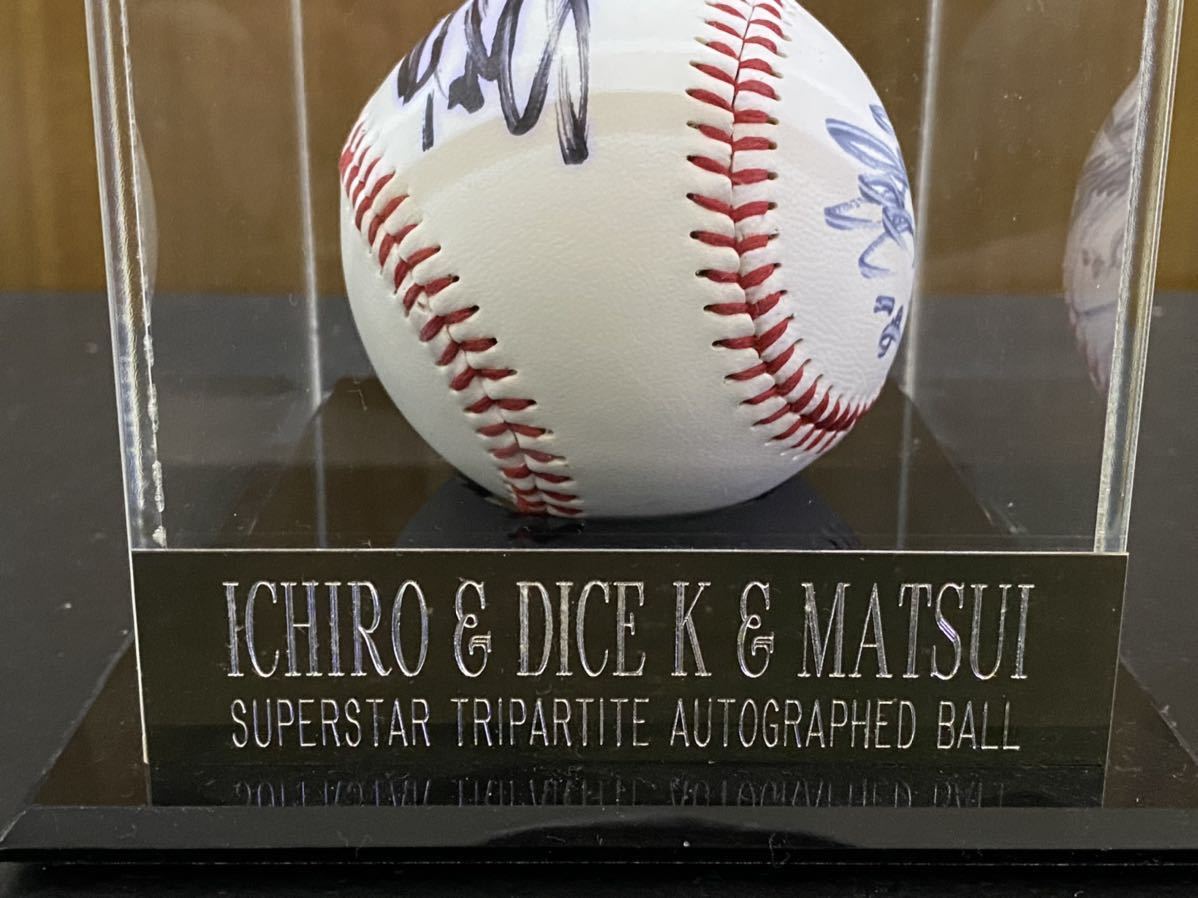 ICHIRO & DICE K & MATSUI
SUPERSTAR TRIPARTITE AUTOGRAPHED BALL